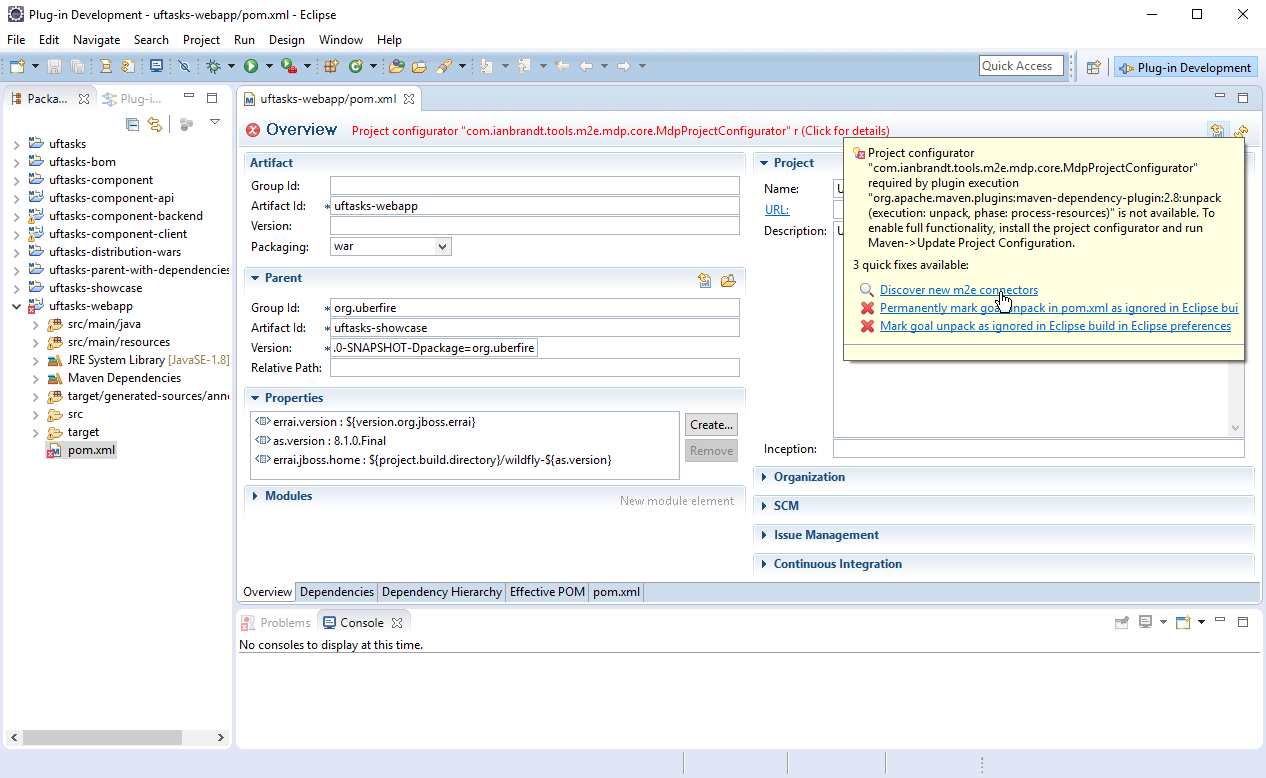 Plug-in Development - uftasks-webapp/pom.xml - Eclipse
File Edit Navigate Search Project Run Design Window Help
Quick Access
Plug-in Development
Packa...
Plug-i...
uftasks
uftasks-bom
uftasks-component
uftasks-component-api
uftasks-component-backend
uftasks-component-client
uftasks-distribution-wars
uftasks-parent-with-dependencies
uftasks-showcase
uftasks-webapp
src/main/java
src/main/resources
JRE System Library [JavaSE-1.8]
Maven Dependencies
target/generated-sources/anno
src
target
pom.xml
uftasks-webapp/pom.xml
Overview
Project configurator "com.ianbrandt.tools.m2e.mdp.core.MdpProjectConfigurator" r (Click for details)
Artifact
Group Id:
Artifact Id: * uftasks-webapp
Version:
Packaging: war
Parent
Group Id: * org.uberfire
Artifact Id: * uftasks-showcase
Version: * .0-SNAPSHOT-Dpackage=org.uberfire
Relative Path:
Properties
errai.version : ${version.org.jboss.errai}
as.version : 8.1.0.Final
errai.jboss.home : ${project.build.directory}/wildfly-${as.version}
Create...
Remove
Modules
New module element
Project
Name: U
URL:
Description: U
Project configurator
"com.ianbrandt.tools.m2e.mdp.core.MdpProjectConfigurator"
required by plugin execution
"org.apache.maven.plugins:maven-dependency-plugin:2.8:unpack
(execution: unpack, phase: process-resources)" is not available. To
enable full functionality, install the project configurator and run
Maven->Update Project Configuration.
3 quick fixes available:
Discover new m2e connectors
Permanently mark goal unpack in pom.xml as ignored in Eclipse bui
Mark goal unpack as ignored in Eclipse build in Eclipse preferences
Inception:
Organization
SCM
Issue Management
Continuous Integration
Overview Dependencies Dependency Hierarchy Effective POM pom.xml
Problems
Console
No consoles to display at this time.